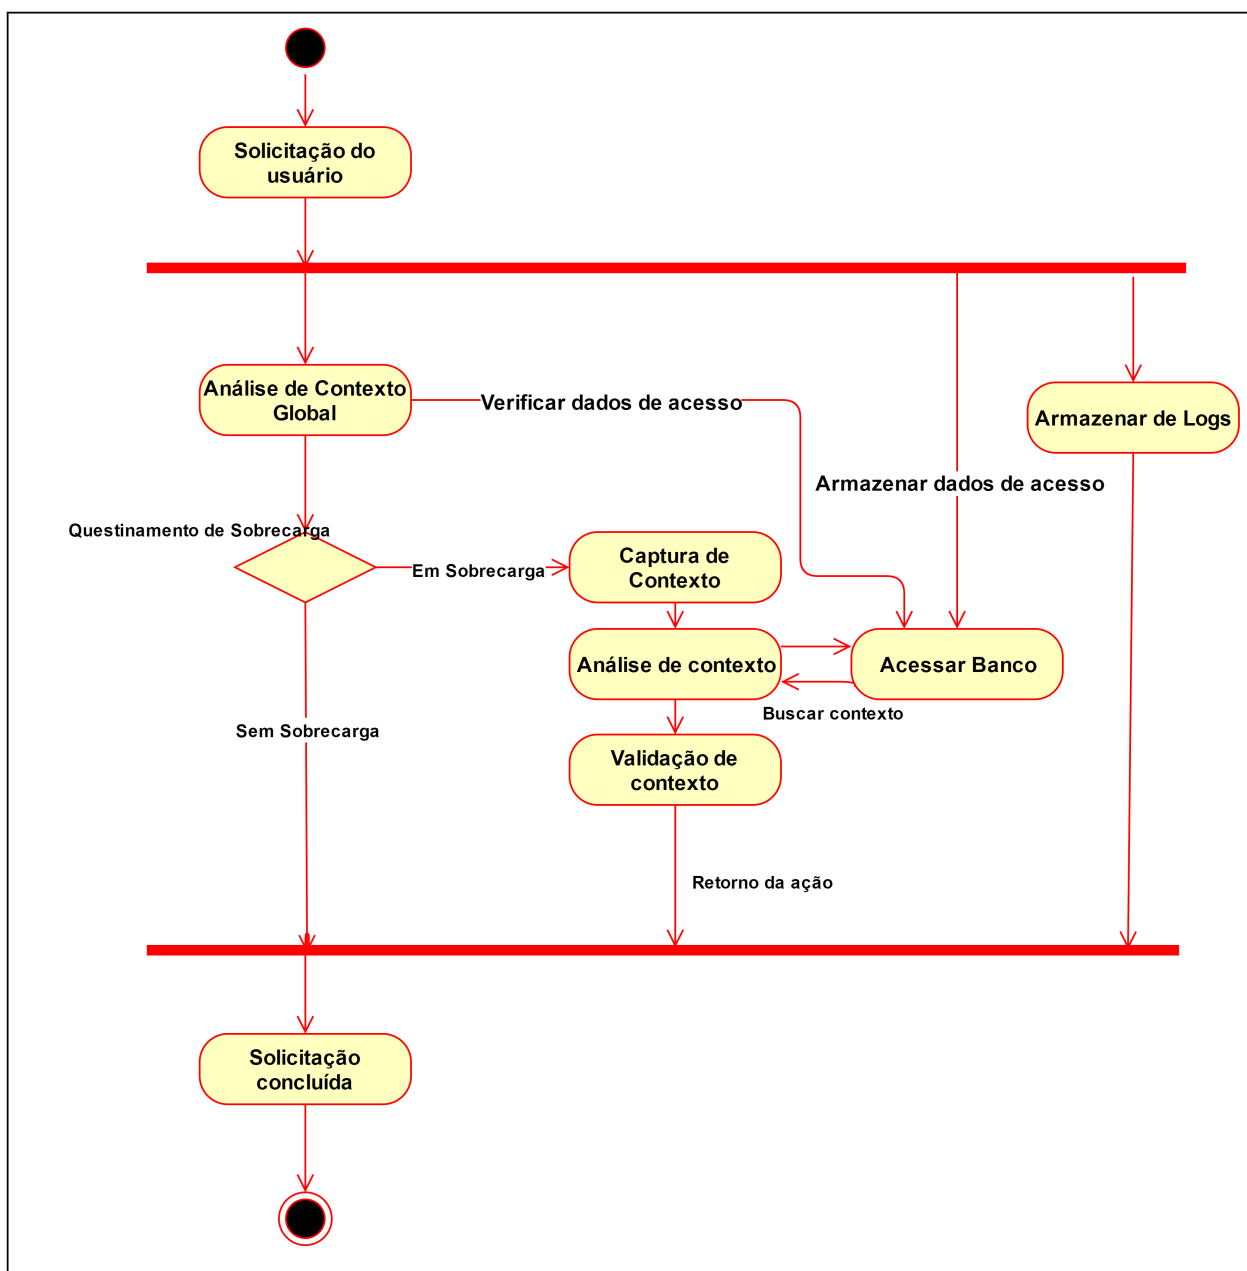 Solicitação do
usuário
Análise de Contexto
Global
Verificar dados de acesso
Armazenar de Logs
Armazenar dados de acesso
Questinamento de Sobrecarga
Em Sobrecarga
Captura de
Contexto
Análise de contexto
Acessar Banco
Buscar contexto
Sem Sobrecarga
Validação de
contexto
Retorno da ação
Solicitação
concluída